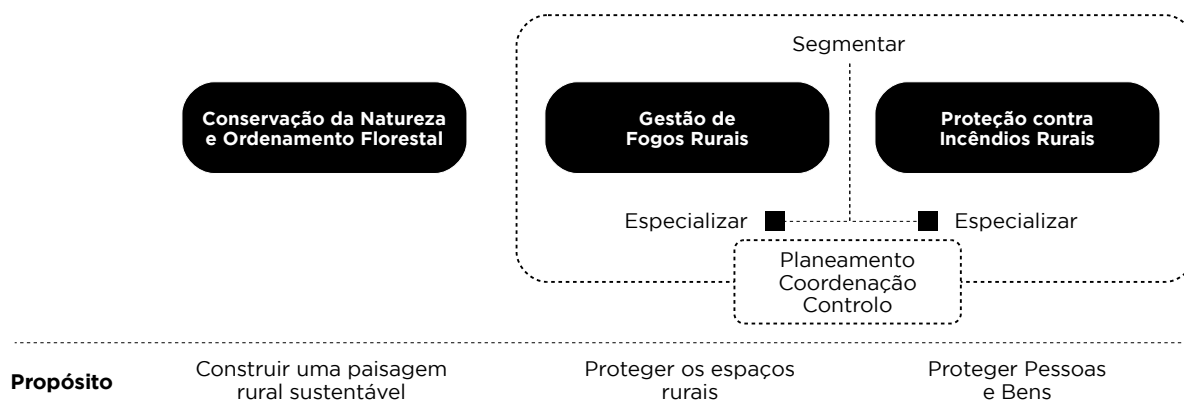 Segmentar
Conservação da Natureza
e Ordenamento Florestal
Gestão de
Fogos Rurais
Proteção contra
Incêndios Rurais
Especializar
Especializar
Planeamento
Coordenação
Controlo
Propósito
Construir uma paisagem
rural sustentável
Proteger os espaços
rurais
Proteger Pessoas
e Bens